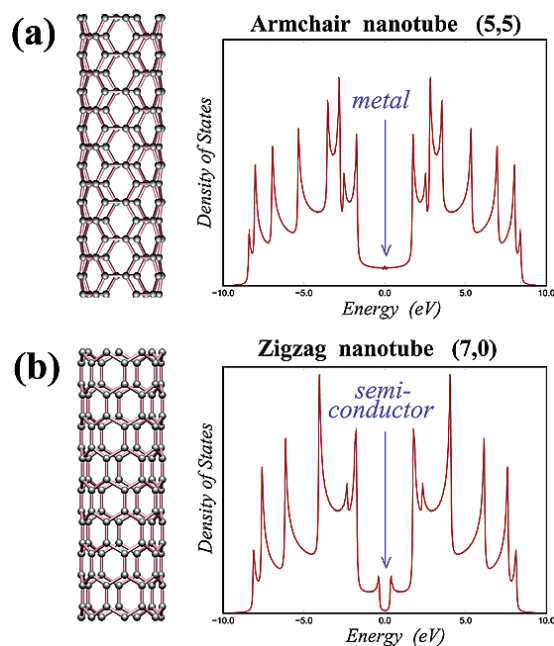 (a)
Armchair nanotube (5,5)
Density of States
metal
−10.0 −5.0 0.0 5.0 10.0
Energy (eV)
(b)
Zigzag nanotube (7,0)
Density of States
semi-
conductor
−10.0 −5.0 0.0 5.0 10.0
Energy (eV)